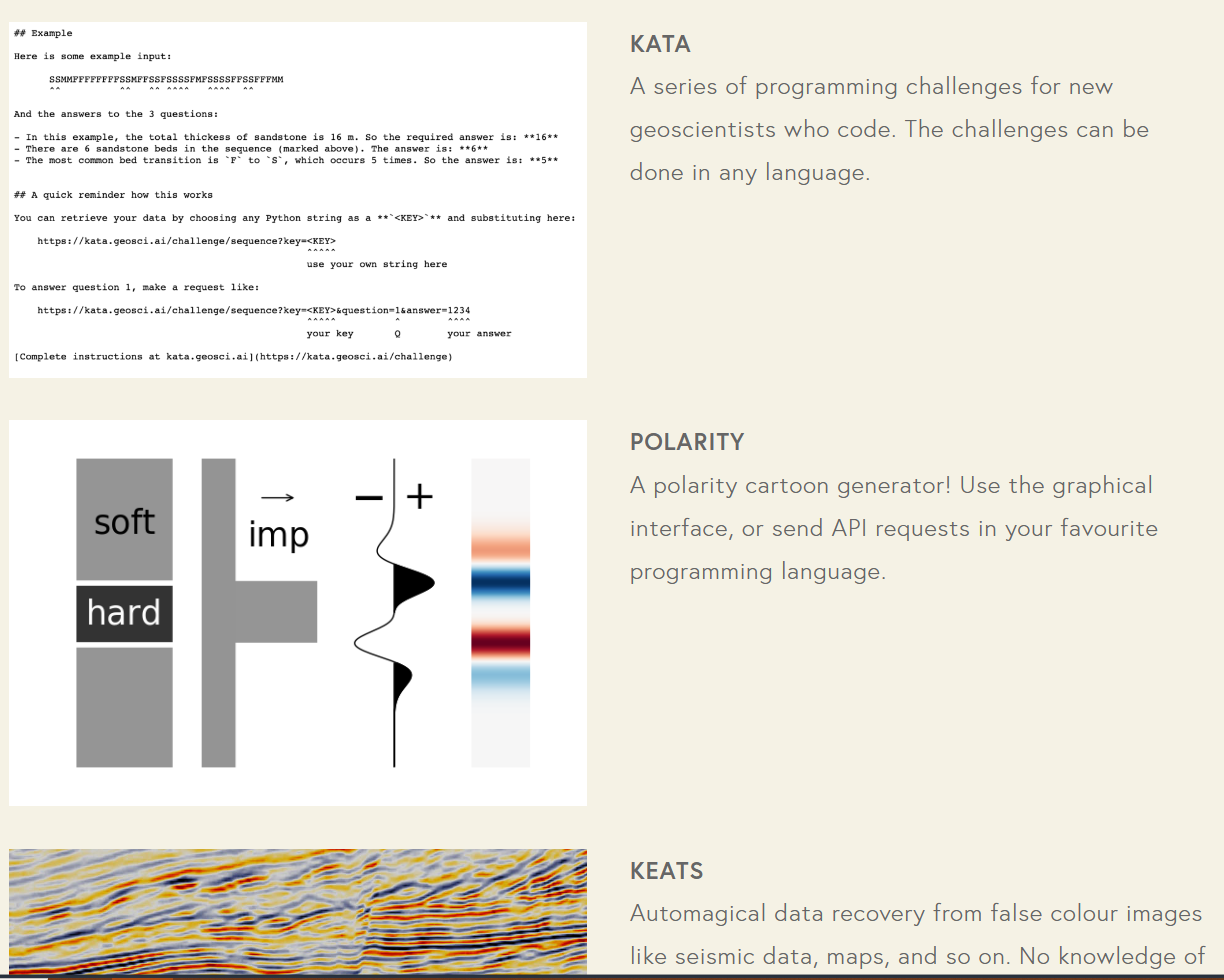 ## Example
Here is some example input:
SSMMFFFFFFFFSSMFFSSFSSSSFMFSSSSFFSSFFFMM
^^ ^^ ^^ ^^^^ ^^^^ ^^
And the answers to the 3 questions:
- In this example, the total thickess of sandstone is 16 m. So the required answer is: **16**
- There are 6 sandstone beds in the sequence (marked above). The answer is: **6**
- The most common bed transition is `F` to `S`, which occurs 5 times. So the answer is: **5**
## A quick reminder how this works
You can retrieve your data by choosing any Python string as a **`<KEY>`** and substituting here:
https://kata.geosci.ai/challenge/sequence?key=<KEY>
^^^^^
use your own string here
To answer question 1, make a request like:
https://kata.geosci.ai/challenge/sequence?key=<KEY>&question=1&answer=1234
^^^^^ ^ ^^^^
your key Q your answer
[Complete instructions at kata.geosci.ai](https://kata.geosci.ai/challenge)
KATA
A series of programming challenges for new
geoscientists who code. The challenges can be
done in any language.
soft
hard
imp
− +
POLARITY
A polarity cartoon generator! Use the graphical
interface, or send API requests in your favourite
programming language.
KEATS
Automagical data recovery from false colour images
like seismic data, maps, and so on. No knowledge of